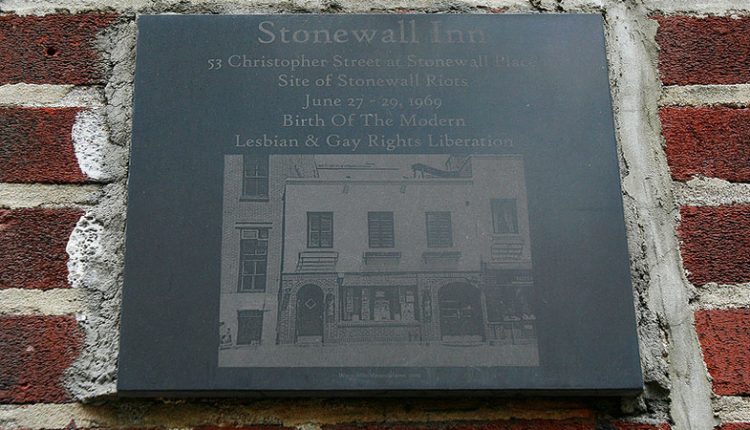 Stonewall Inn
53 Christopher Street at Stonewall Place
Site of Stonewall Riots
June 27 - 29, 1969
Birth Of The Modern
Lesbian & Gay Rights Liberation